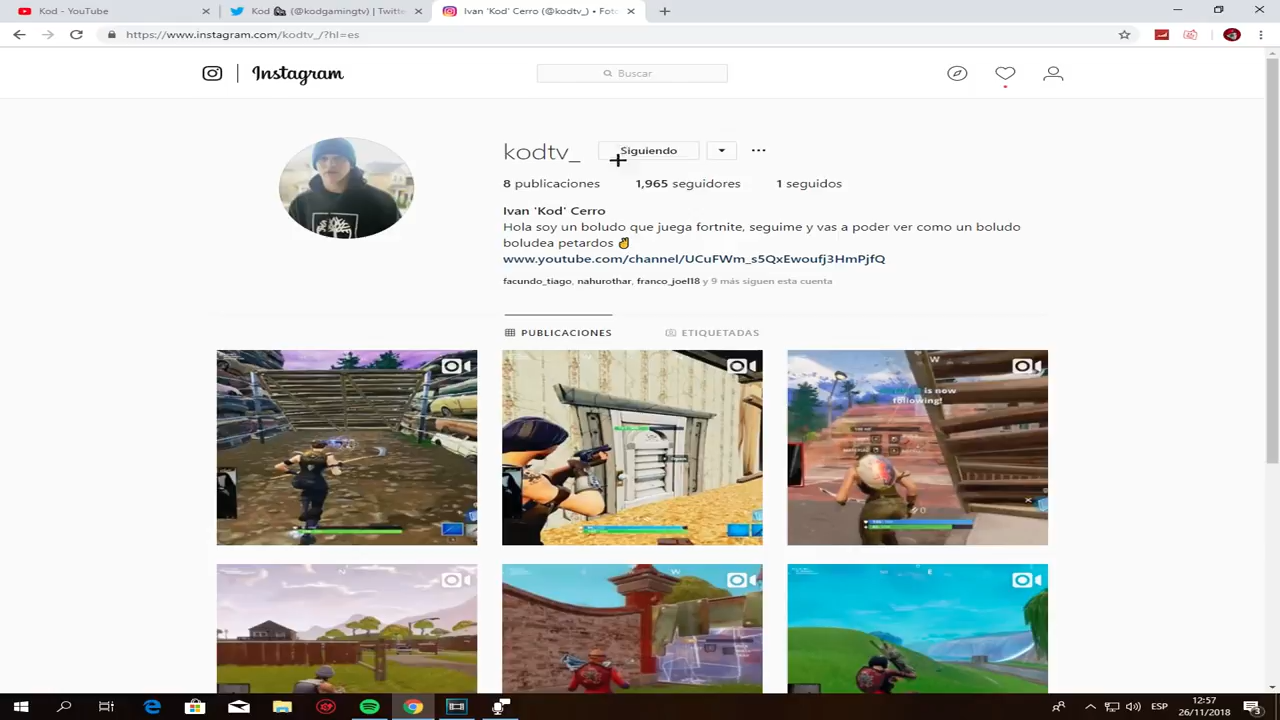 Kod - YouTube
Kod (@kodgamingtv) | Twitte
Ivan 'Kod' Cerro (@kodtv_) • Foto
https://www.instagram.com/kodtv_/?hl=es
Instagram
Buscar
kodtv_ Siguiendo
8 publicaciones 1,965 seguidores 1 seguidos
Ivan 'Kod' Cerro
Hola soy un boludo que juega fortnite, seguime y vas a poder ver como un boludo
boludea petardos ✌
www.youtube.com/channel/UCuFWm_s5QxEwoufj3HmPjfQ
facundo_tiago, nahurothar, franco_joel18 y 9 más siguen esta cuenta
PUBLICACIONES ETIQUETADAS
W
is now
following!
W
E
ESP
12:57
26/11/2018
3